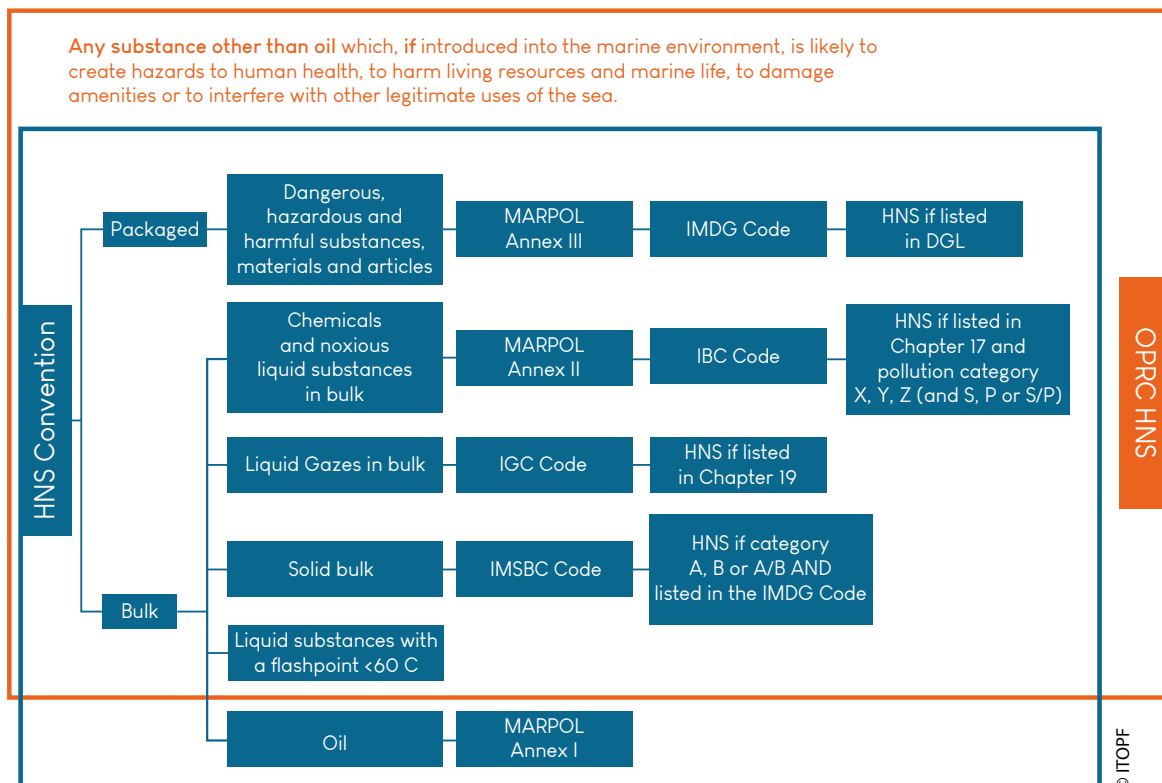 Any substance other than oil which, if introduced into the marine environment, is likely to
create hazards to human health, to harm living resources and marine life, to damage
amenities or to interfere with other legitimate uses of the sea.
HNS Convention
Packaged
Dangerous,
hazardous and
harmful substances,
materials and articles
MARPOL
Annex III
IMDG Code
HNS if listed
in DGL
Bulk
Chemicals
and noxious
liquid substances
in bulk
MARPOL
Annex II
IBC Code
HNS if listed in
Chapter 17 and
pollution category
X, Y, Z (and S, P or S/P)
Liquid Gazes in bulk
IGC Code
HNS if listed
in Chapter 19
Solid bulk
IMSBC Code
HNS if category
A, B or A/B AND
listed in the IMDG Code
Liquid substances with
a flashpoint <60 C
Oil
MARPOL
Annex I
OPRC HNS
© ITOPF